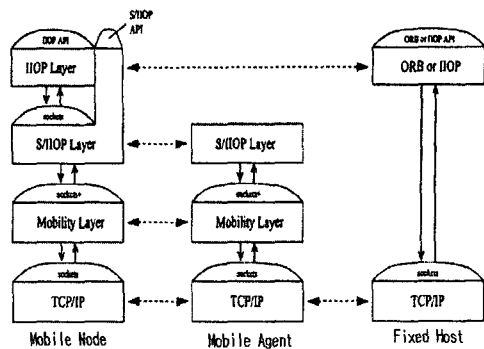 S/IIOP
API
IIOP API
IIOP Layer
sockets
S/IIOP Layer
sockets+
Mobility Layer
sockets
TCP/IP
Mobile Node
S/IIOP Layer
sockets+
Mobility Layer
sockets
TCP/IP
Mobile Agent
ORB or IIOP API
ORB or IIOP
sockets
TCP/IP
Fixed Host